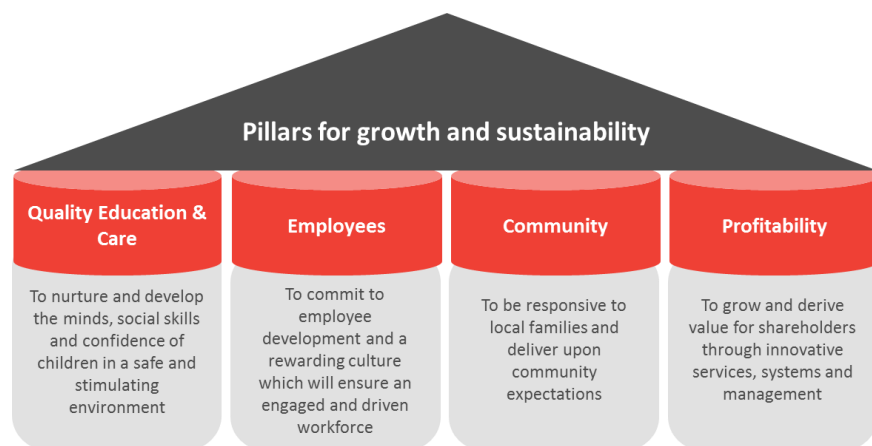 Pillars for growth and sustainability
Quality Education &
Care
To nurture and develop
the minds, social skills
and confidence of
children in a safe and
stimulating
environment
Employees
To commit to
employee
development and a
rewarding culture
which will ensure an
engaged and driven
workforce
Community
To be responsive to
local families and
deliver upon
community
expectations
Profitability
To grow and derive
value for shareholders
through innovative
services, systems and
management